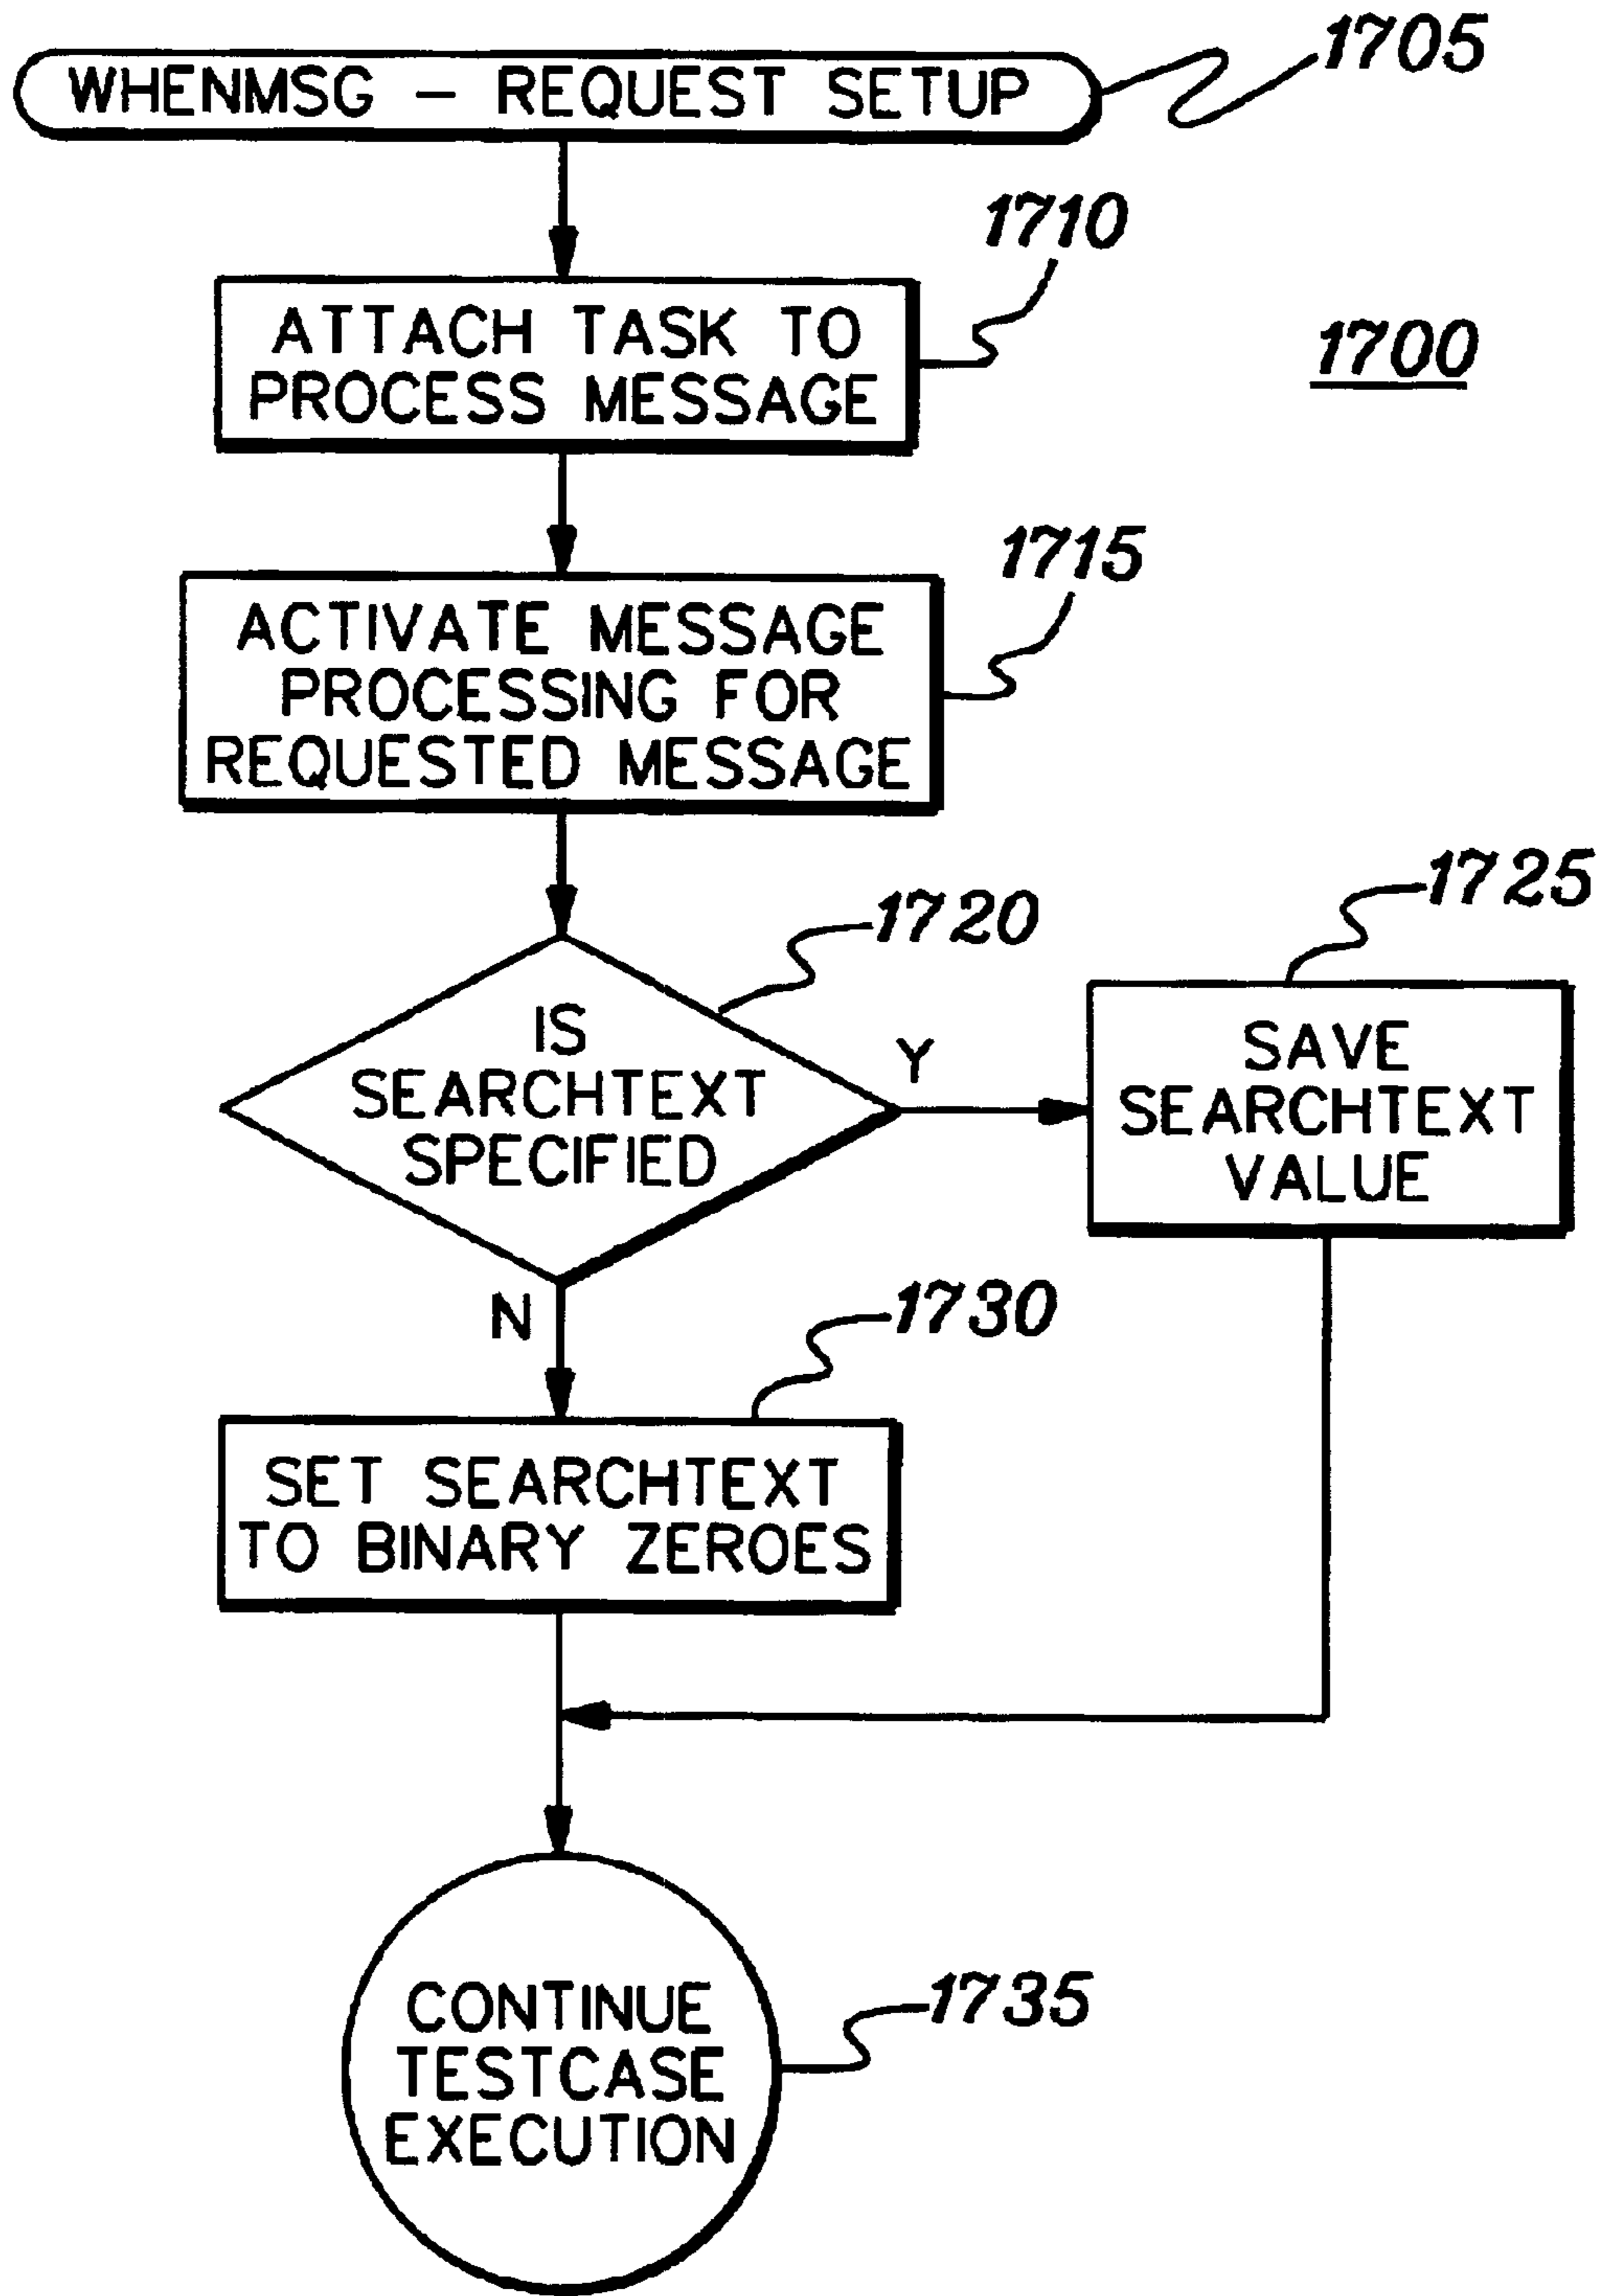 1705
WHENMSG – REQUEST SETUP
1710
ATTACH TASK TO
PROCESS MESSAGE
1700
1715
ACTIVATE MESSAGE
PROCESSING FOR
REQUESTED MESSAGE
1720
1725
IS
SEARCHTEXT
SPECIFIED
Y
SAVE
SEARCHTEXT
VALUE
N
1730
SET SEARCHTEXT
TO BINARY ZEROES
CONTINUE
TESTCASE
EXECUTION
1735